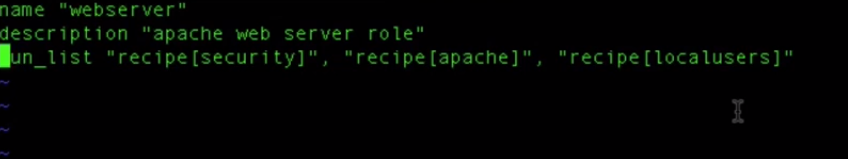 name "webserver"
description "apache web server role"
un_list "recipe[security]", "recipe[apache]", "recipe[localusers]"
~
~
~
~